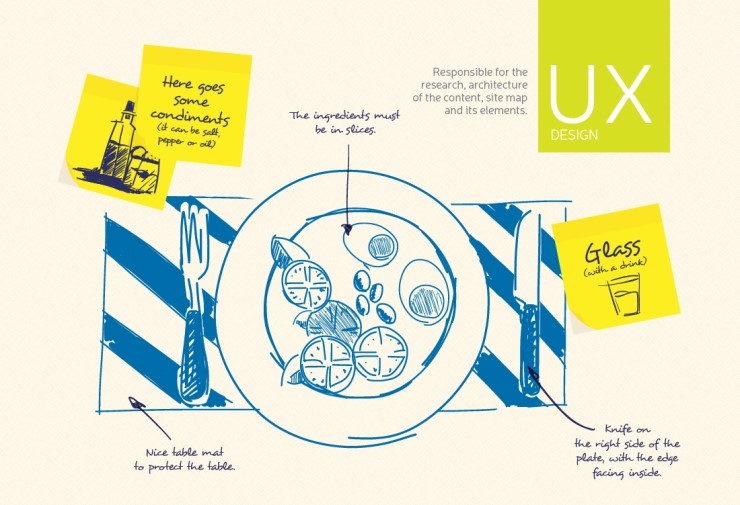 Responsible for the
research, architecture
of the content, site map
and its elements.
UX
DESIGN
Here goes
some
condiments
(it can be salt,
pepper or oil)
The ingredients must
be in slices.
Glass
(with a drink)
Nice table mat
to protect the table.
Knife on
the right side of the
plate, with the edge
facing inside.